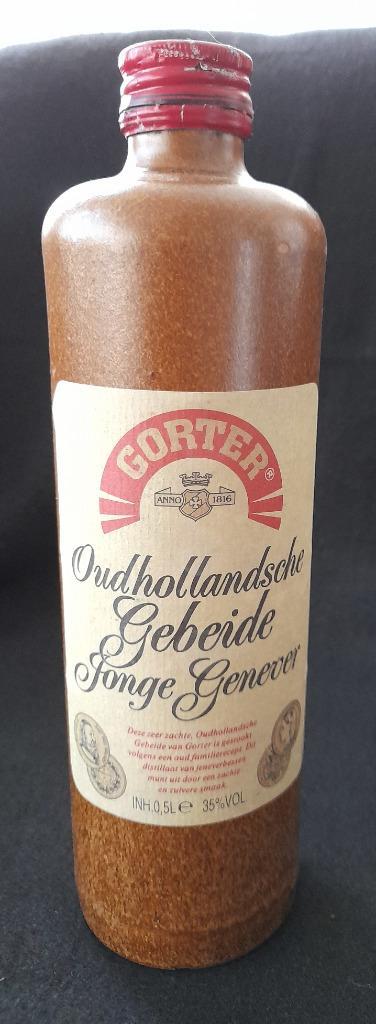 GORTER®
ANNO 1816
Oudhollandsche
Gebeide
Jonge Genever
Deze zeer zachte, Oudhollandsche
Gebeide van Gorter is gestookt
volgens een oud familierecept. Dit
distillaat van jeneverbessen
munt uit door een zachte
en zuivere smaak.
INH.0,5L ℮ 35%VOL